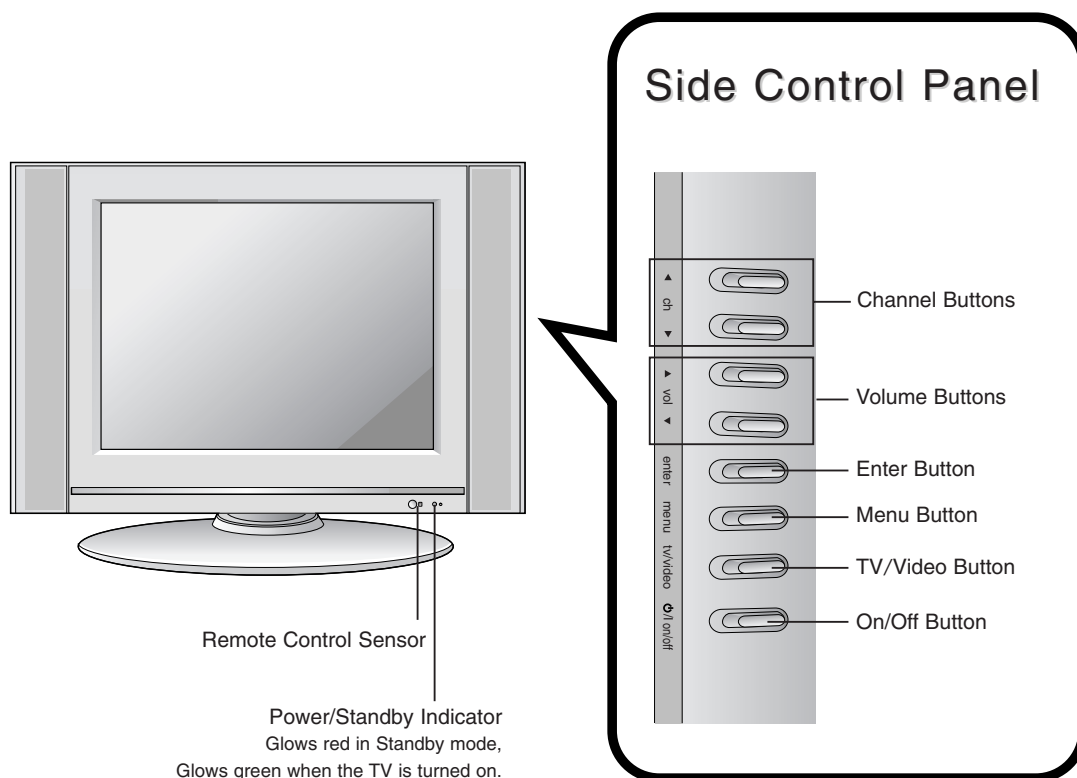 Side Control Panel
ch
vol
enter
menu
tv/video
⏻/I on/off
Channel Buttons
Volume Buttons
Enter Button
Menu Button
TV/Video Button
On/Off Button
Remote Control Sensor
Power/Standby Indicator
Glows red in Standby mode,
Glows green when the TV is turned on.